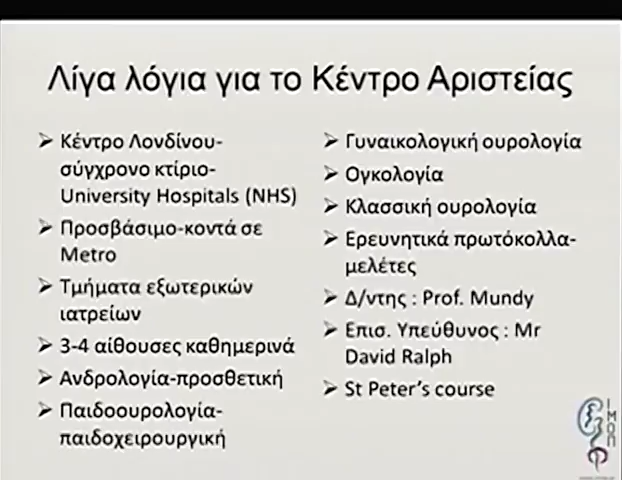 Λίγα λόγια για το Κέντρο Αριστείας
➢ Κέντρο Λονδίνου-
σύγχρονο κτίριο-
University Hospitals (NHS)
➢ Προσβάσιμο-κοντά σε
Metro
➢ Τμήματα εξωτερικών
ιατρείων
➢ 3-4 αίθουσες καθημερινά
➢ Ανδρολογία-προσθετική
➢ Παιδοουρολογία-
παιδοχειρουργική
➢ Γυναικολογική ουρολογία
➢ Ογκολογία
➢ Κλασσική ουρολογία
➢ Ερευνητικά πρωτόκολλα-
μελέτες
➢ Δ/ντης : Prof. Mundy
➢ Επισ. Υπεύθυνος : Mr
David Ralph
➢ St Peter’s course
ΙΜΟΠ